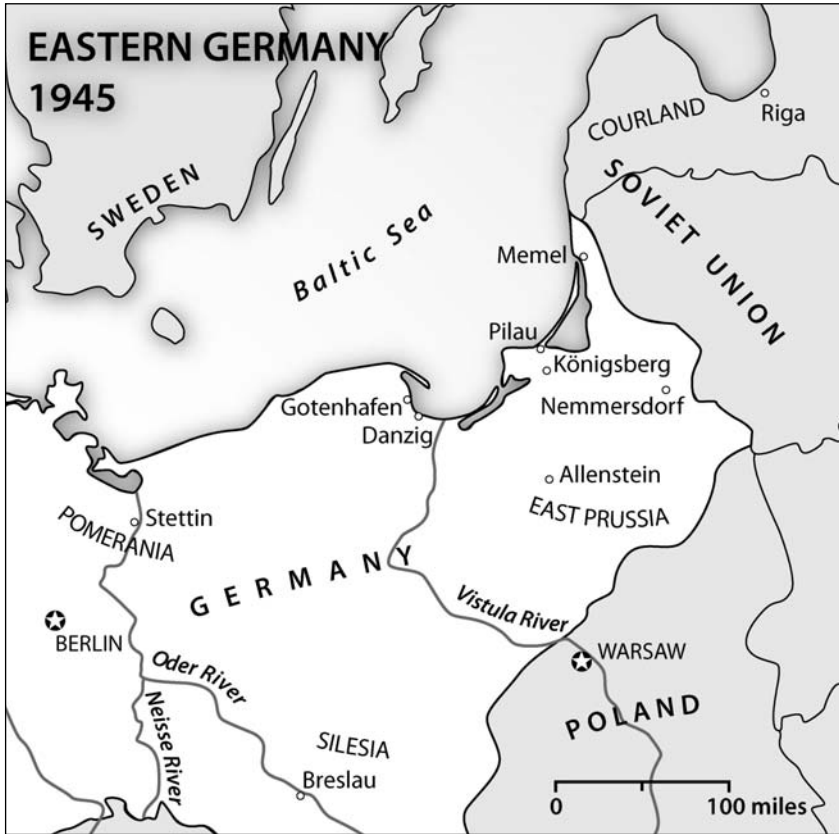 EASTERN GERMANY
1945
COURLAND
Riga
SWEDEN
SOVIET UNION
Baltic Sea
Memel
Pilau
Königsberg
Gotenhafen
Nemmersdorf
Danzig
Allenstein
EAST PRUSSIA
Stettin
POMERANIA
GERMANY
Vistula River
BERLIN
WARSAW
Oder River
Neisse River
POLAND
SILESIA
Breslau
0 100 miles